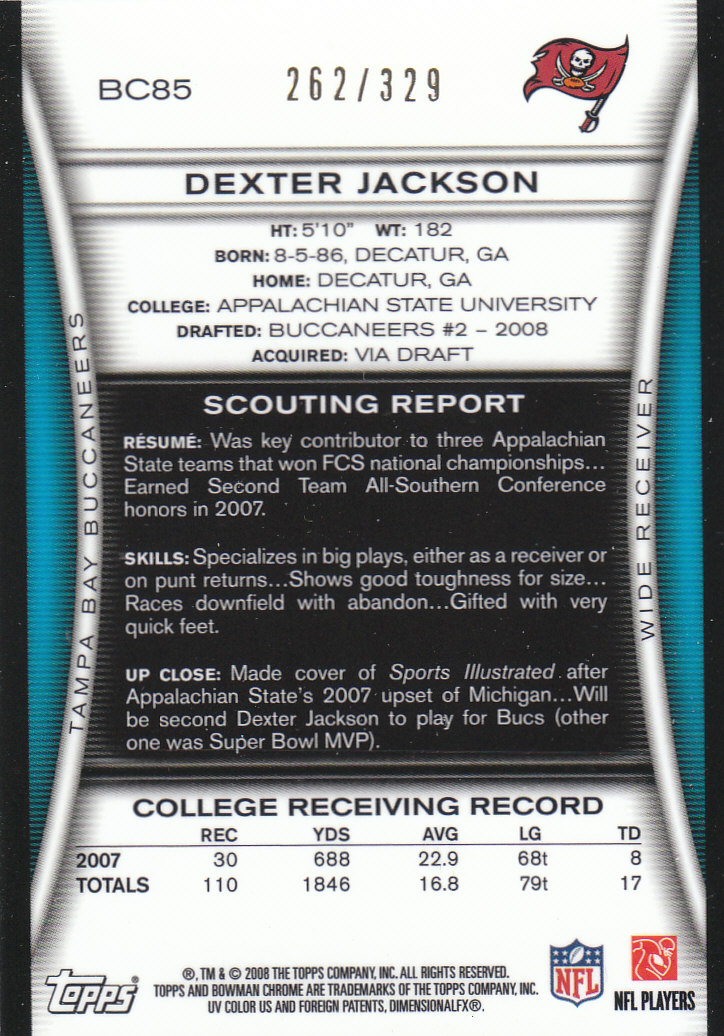 BC85
262/329
DEXTER JACKSON
HT: 5'10" WT: 182
BORN: 8-5-86, DECATUR, GA
HOME: DECATUR, GA
COLLEGE: APPALACHIAN STATE UNIVERSITY
DRAFTED: BUCCANEERS #2 – 2008
ACQUIRED: VIA DRAFT
TAMPA BAY BUCCANEERS
WIDE RECEIVER
SCOUTING REPORT
RÉSUMÉ: Was key contributor to three Appalachian
State teams that won FCS national championships...
Earned Second Team All-Southern Conference
honors in 2007.
SKILLS: Specializes in big plays, either as a receiver or
on punt returns...Shows good toughness for size...
Races downfield with abandon...Gifted with very
quick feet.
UP CLOSE: Made cover of Sports Illustrated after
Appalachian State's 2007 upset of Michigan...Will
be second Dexter Jackson to play for Bucs (other
one was Super Bowl MVP).
COLLEGE RECEIVING RECORD
REC YDS AVG LG TD
2007 30 688 22.9 68t 8
TOTALS 110 1846 16.8 79t 17
Topps®
®, TM & © 2008 THE TOPPS COMPANY, INC. ALL RIGHTS RESERVED.
TOPPS AND BOWMAN CHROME ARE TRADEMARKS OF THE TOPPS COMPANY, INC.
UV COLOR US AND FOREIGN PATENTS, DIMENSIONALFX®.
NFL
NFL PLAYERS